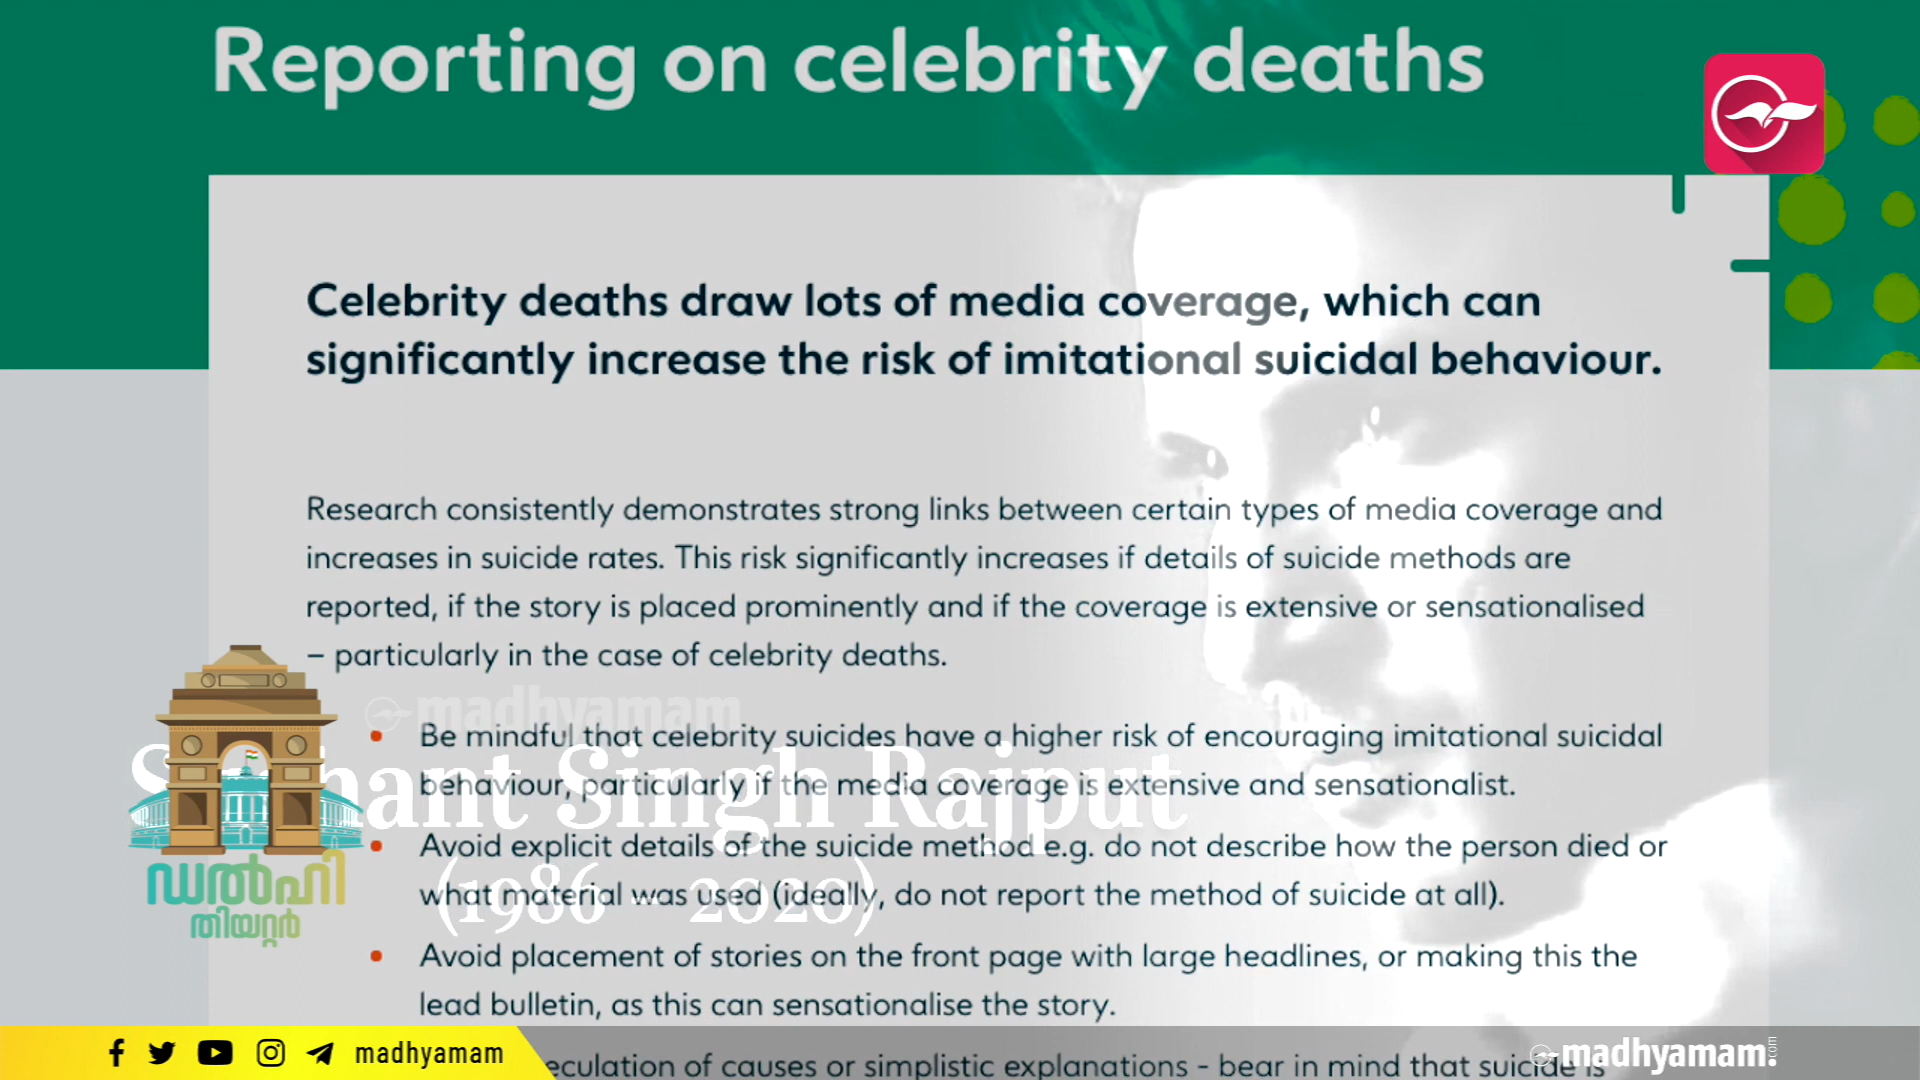 Reporting on celebrity deaths
Celebrity deaths draw lots of media coverage, which can
significantly increase the risk of imitational suicidal behaviour.
Research consistently demonstrates strong links between certain types of media coverage and
increases in suicide rates. This risk significantly increases if details of suicide methods are
reported, if the story is placed prominently and if the coverage is extensive or sensationalised
– particularly in the case of celebrity deaths.
madhyamam
• Be mindful that celebrity suicides have a higher risk of encouraging imitational suicidal
behaviour, particularly if the media coverage is extensive and sensationalist.
Singh Rajput
• Avoid explicit details of the suicide method e.g. do not describe how the person died or
what material was used (ideally, do not report the method of suicide at all).
(1986 – 2020)
ഡൽഹി
തിയറ്റർ
• Avoid placement of stories on the front page with large headlines, or making this the
lead bulletin, as this can sensationalise the story.
of causes or simplistic explanations - bear in mind that suicide is
madhyamam
madhyamam.com